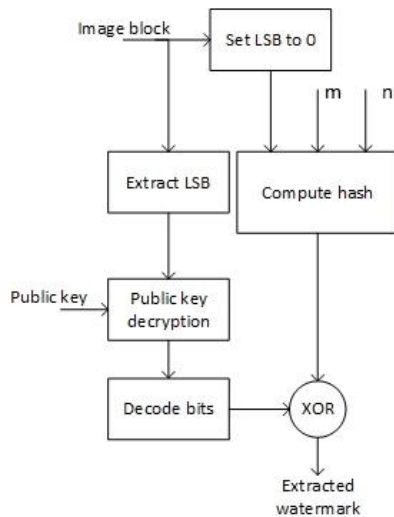 Image block
Set LSB to 0
m
n
Extract LSB
Compute hash
Public key
Public key
decryption
Decode bits
XOR
Extracted
watermark